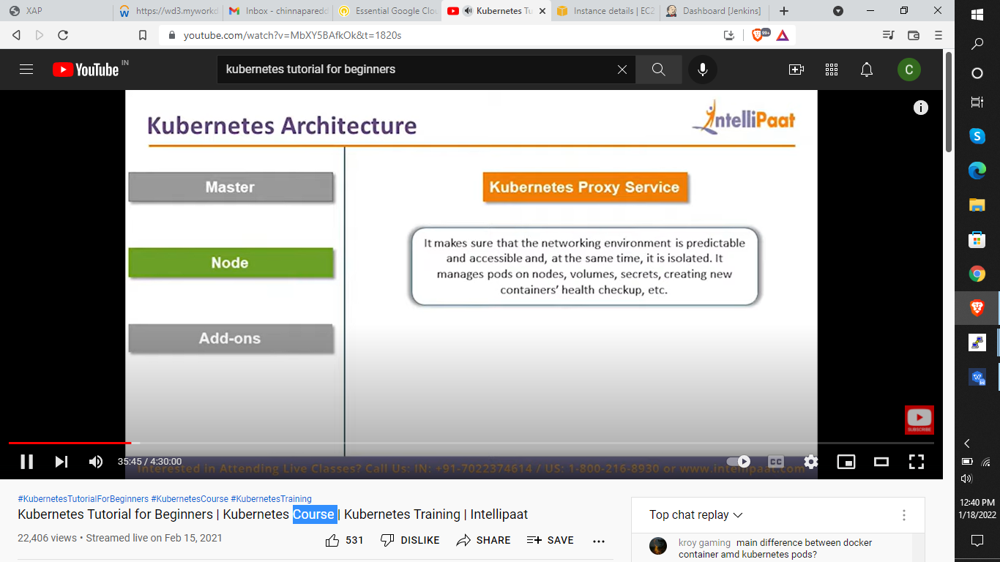 XAP
https://wd3.myworkd
Inbox - chinnapared
Essential Google Clou
Kubernetes Tu
Instance details | EC2
Dashboard [Jenkins]
youtube.com/watch?v=MbXY5BAfkOk&t=1820s
99+
YouTube IN
kubernetes tutorial for beginners
C
Kubernetes Architecture
IntelliPaat
Master
Kubernetes Proxy Service
It makes sure that the networking environment is predictable
and accessible and, at the same time, it is isolated. It
manages pods on nodes, volumes, secrets, creating new
containers' health checkup, etc.
Node
Add-ons
SUBSCRIBE
35:45 / 4:30:00
CC
Interested in Attending Live Classes? Call Us: IN: +91-7022374614 / US: 1-800-216-8930 or www.intellipaat.com
#KubernetesTutorialForBeginners #KubernetesCourse #KubernetesTraining
Kubernetes Tutorial for Beginners | Kubernetes Course | Kubernetes Training | Intellipaat
22,406 views • Streamed live on Feb 15, 2021
531
DISLIKE
SHARE
SAVE
Top chat replay
kroy gaming main difference between docker
container amd kubernetes pods?
12:40 PM
1/18/2022